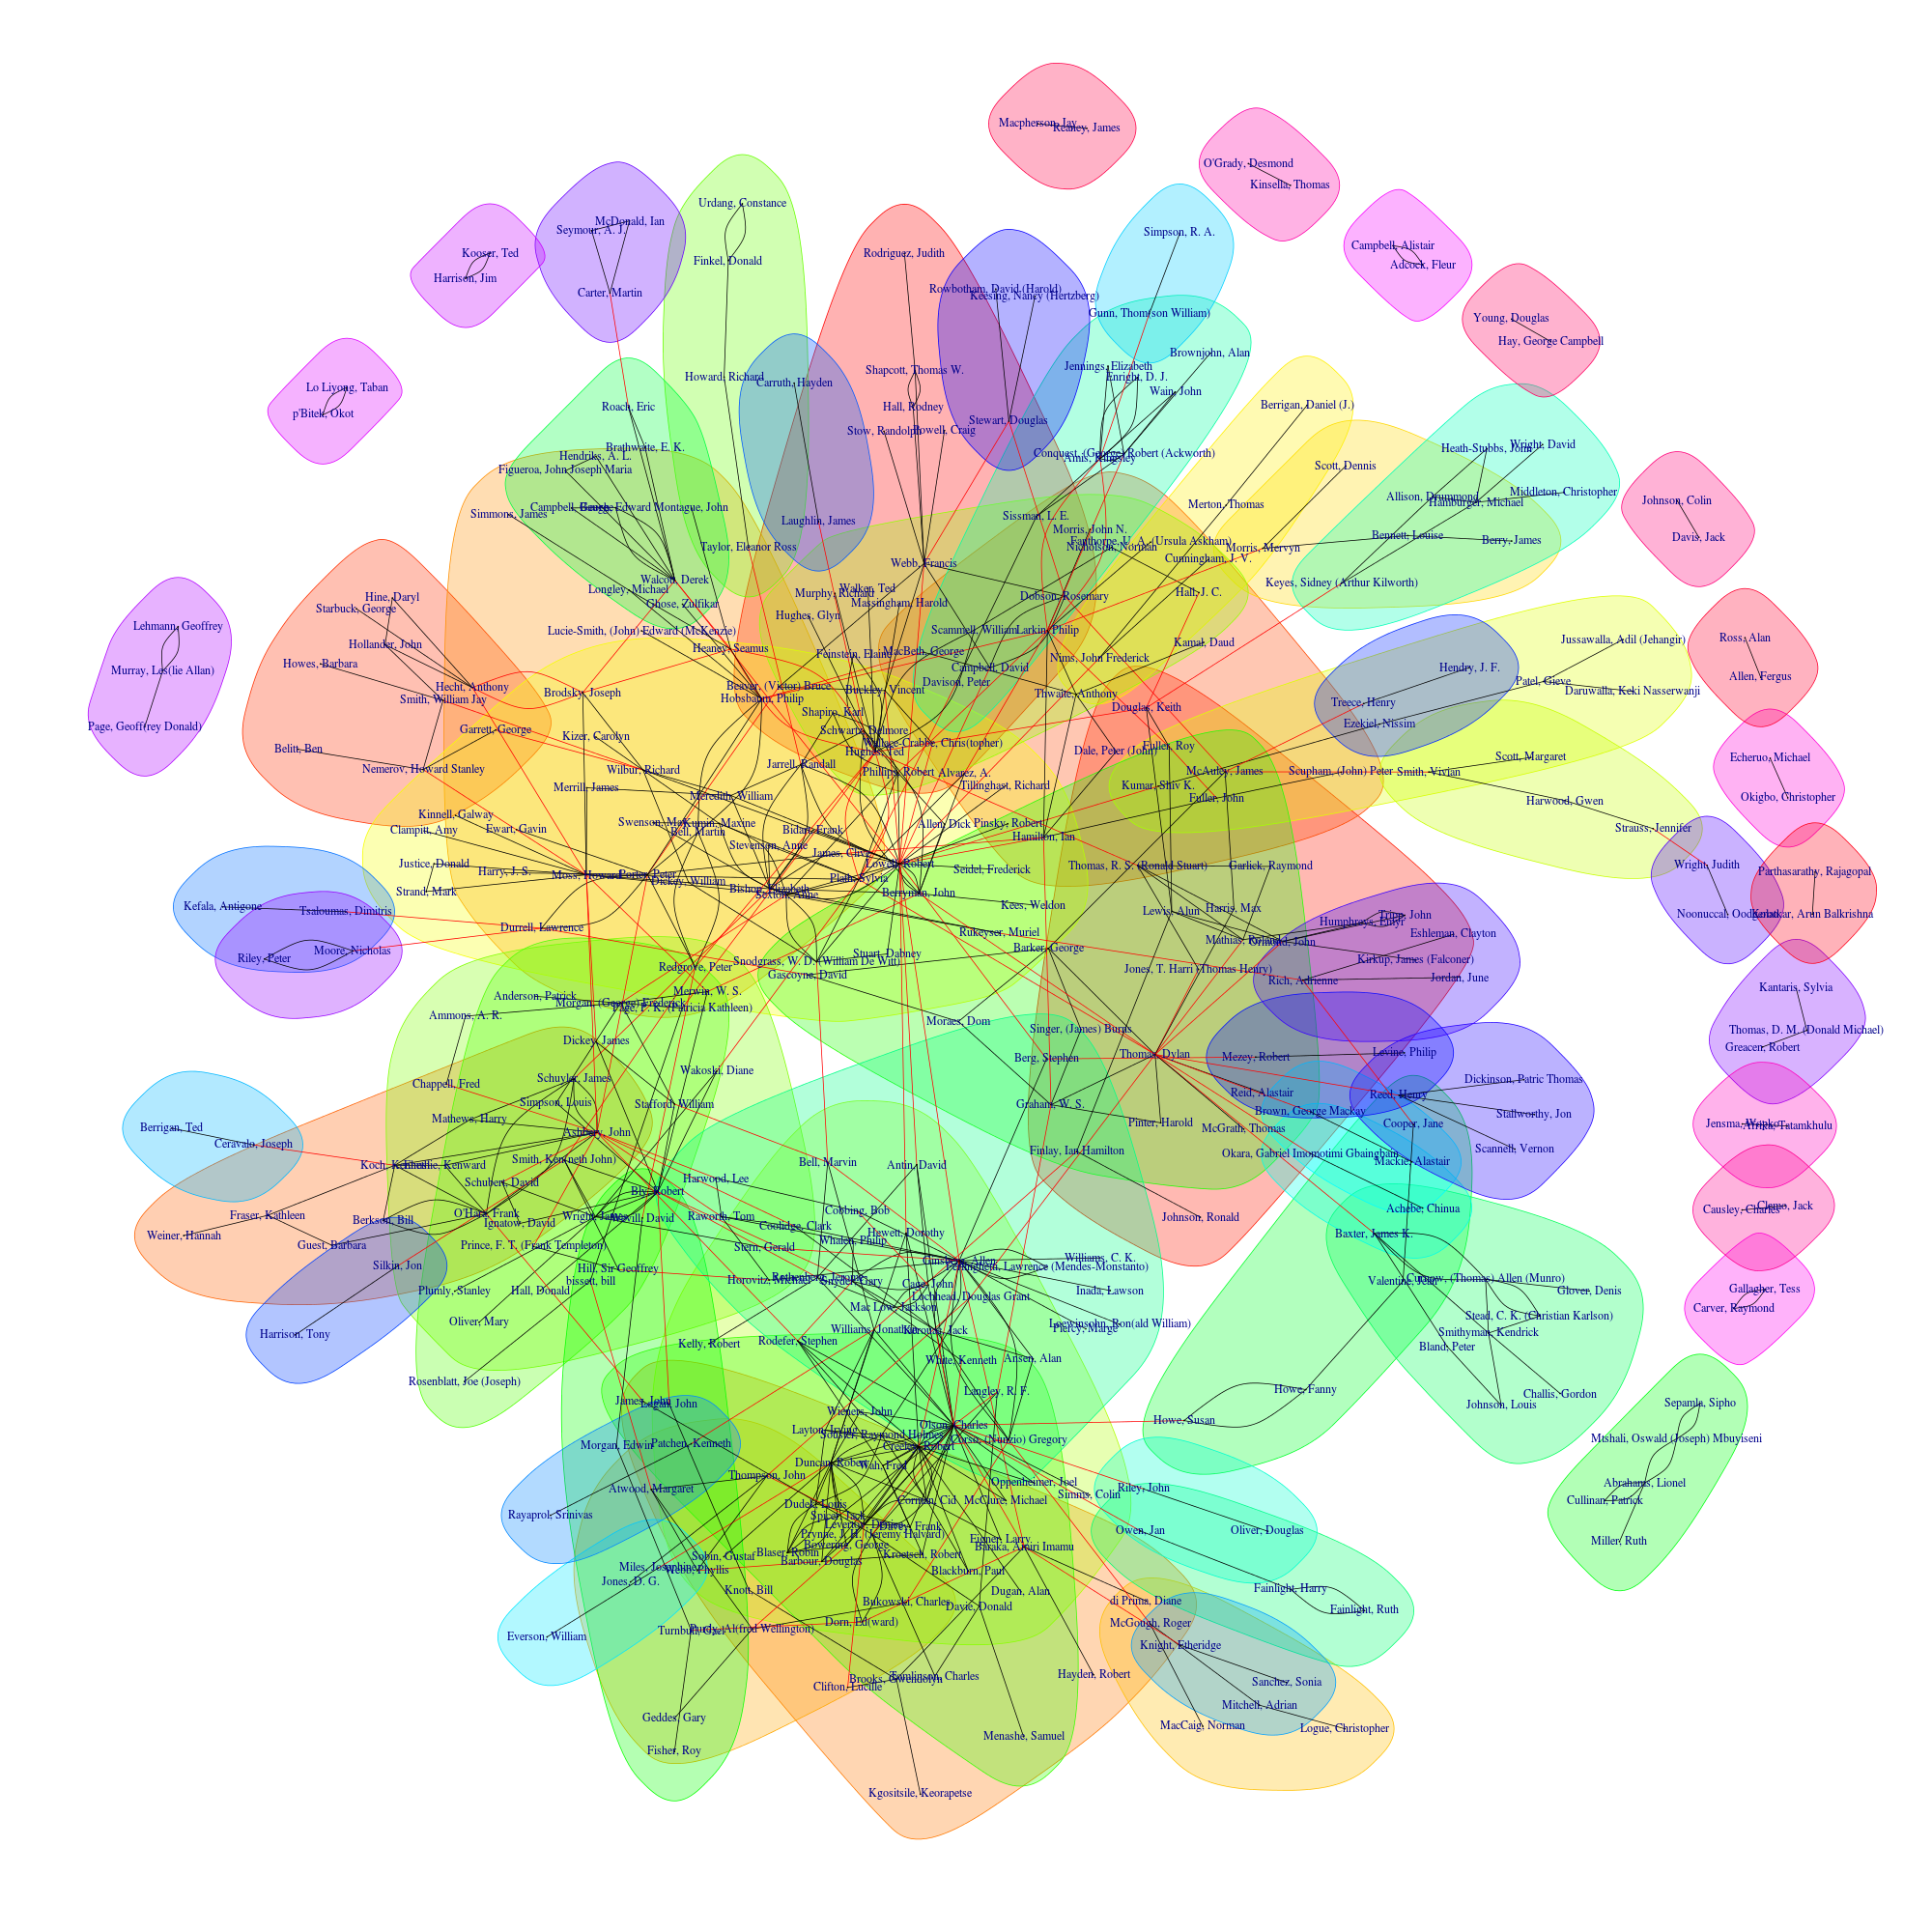 Macpherson, Jay
Reaney, James
O'Grady, Desmond
Kinsella, Thomas
Urdang, Constance
McDonald, Ian
Seymour, A. J.
Simpson, R. A.
Campbell, Alistair
Adcock, Fleur
Kooser, Ted
Harrison, Jim
Finkel, Donald
Rodriguez, Judith
Carter, Martin
Rowbotham, David (Harold)
Keesing, Nancy (Hertzberg)
Gunn, Thom(son William)
Young, Douglas
Hay, George Campbell
Brownjohn, Alan
Jennings, Elizabeth
Enright, D. J.
Wain, John
Shapcott, Thomas W.
Howard, Richard
Carruth, Hayden
Lo Liyong, Taban
p'Bitek, Okot
Roach, Eric
Hall, Rodney
Stewart, Douglas
Berrigan, Daniel (J.)
Stow, Randolph
Powell, Craig
Brathwaite, E. K.
Hendriks, A. L.
Figueroa, John Joseph Maria
Conquest, (George) Robert (Ackworth)
Amis, Kingsley
Heath-Stubbs, John
Wright, David
Scott, Dennis
Allison, Drummond
Hamburger, Michael
Middleton, Christopher
Johnson, Colin
Davis, Jack
Merton, Thomas
Simmons, James
Campbell, George
Baugh, Edward
Montague, John
Laughlin, James
Sissman, L. E.
Morris, John N.
Fanthorpe, U. A. (Ursula Askham)
Nicholson, Norman
Morris, Mervyn
Bennett, Louise
Berry, James
Taylor, Eleanor Ross
Cunningham, J. V.
Webb, Francis
Walcott, Derek
Longley, Michael
Ghose, Zulfikar
Keyes, Sidney (Arthur Kilworth)
Walker, Ted
Murphy, Richard
Massingham, Harold
Hughes, Glyn
Dobson, Rosemary
Hall, J. C.
Hine, Daryl
Starbuck, George
Hollander, John
Lehmann, Geoffrey
Lucie-Smith, (John) Edward (McKenzie)
Heaney, Seamus
Scammell, William
Larkin, Philip
Kamal, Daud
Jussawalla, Adil (Jehangir)
Ross, Alan
Allen, Fergus
Feinstein, Elaine
MacBeth, George
Nims, John Frederick
Campbell, David
Davison, Peter
Hendry, J. F.
Murray, Les(lie Allan)
Howes, Barbara
Hecht, Anthony
Smith, William Jay
Brodsky, Joseph
Beaver, (Victor) Bruce
Hobsbaum, Philip
Buckley, Vincent
Thwaite, Anthony
Douglas, Keith
Treece, Henry
Patel, Gieve
Daruwalla, Keki Nasserwanji
Ezekiel, Nissim
Page, Geoff(rey Donald)
Garrett, George
Kizer, Carolyn
Shapiro, Karl
Schwartz, Delmore
Wallace-Crabbe, Chris(topher)
Hughes, Ted
Dale, Peter (John)
Fuller, Roy
Belitt, Ben
Nemerov, Howard Stanley
Wilbur, Richard
Jarrell, Randall
Phillips, Robert
Alvarez, A.
Tillinghast, Richard
McAuley, James
Scupham, (John) Peter
Smith, Vivian
Scott, Margaret
Echeruo, Michael
Okigbo, Christopher
Kumar, Shiv K.
Fuller, John
Harwood, Gwen
Strauss, Jennifer
Merrill, James
Meredith, William
Kinnell, Galway
Clampitt, Amy
Ewart, Gavin
Swenson, May
Kumin, Maxine
Bell, Martin
Bidart, Frank
Stevenson, Anne
Allen, Dick
Pinsky, Robert
Hamilton, Ian
James, Clive
Lowell, Robert
Seidel, Frederick
Justice, Donald
Harry, J. S.
Strand, Mark
Moss, Howard
Porter, Peter
Dickey, William
Plath, Sylvia
Bishop, Elizabeth
Sexton, Anne
Berryman, John
Kees, Weldon
Thomas, R. S. (Ronald Stuart)
Garlick, Raymond
Wright, Judith
Noonuccal, Oodgeroo
Parthasarathy, Rajagopal
Kolatkar, Arun Balkrishna
Kefala, Antigone
Tsaloumas, Dimitris
Lewis, Alun
Harris, Max
Humphreys, Emyr
Tripp, John
Eshleman, Clayton
Durrell, Lawrence
Rukeyser, Muriel
Barker, George
Mathias, Roland
Ormond, John
Riley, Peter
Moore, Nicholas
Redgrove, Peter
Snodgrass, W. D. (William De Witt)
Stuart, Dabney
Gascoyne, David
Jones, T. Harri (Thomas Henry)
Kirkup, James (Falconer)
Rich, Adrienne
Jordan, June
Kantaris, Sylvia
Thomas, D. M. (Donald Michael)
Greacen, Robert
Anderson, Patrick
Merwin, W. S.
Morgan, (George) Frederick
Page, P. K. (Patricia Kathleen)
Ammons, A. R.
Moraes, Dom
Singer, (James) Burns
Dickey, James
Berg, Stephen
Thomas, Dylan
Mezey, Robert
Levine, Philip
Wakoski, Diane
Schuyler, James
Chappell, Fred
Simpson, Louis
Stafford, William
Graham, W. S.
Reid, Alastair
Reed, Henry
Dickinson, Patric Thomas
Brown, George Mackay
Stallworthy, Jon
Mathews, Harry
Ashbery, John
Berrigan, Ted
Ceravalo, Joseph
Pinter, Harold
McGrath, Thomas
Cooper, Jane
Jensma, Wopko
Afrika, Tatamkhulu
Finlay, Ian Hamilton
Okara, Gabriel Imomotimi Gbaingbain
Mackie, Alastair
Scannell, Vernon
Koch, Kenneth
Elmslie, Kenward
Smith, Ken(neth John)
Bell, Marvin
Antin, David
Harwood, Lee
Bly, Robert
Schubert, David
Fraser, Kathleen
Weiner, Hannah
Guest, Barbara
Berkson, Bill
O'Hara, Frank
Ignatow, David
Wright, James
Wevill, David
Raworth, Tom
Cobbing, Bob
Coolidge, Clark
Johnson, Ronald
Achebe, Chinua
Causley, Charles
Clemo, Jack
Prince, F. T. (Frank Templeton)
Silkin, Jon
Hill, Sir Geoffrey
bissett, bill
Stern, Gerald
Whalen, Philip
Hewett, Dorothy
Ginsberg, Allen
Williams, C. K.
Ferlinghetti, Lawrence (Mendes-Monstanto)
Baxter, James K.
Plumly, Stanley
Hall, Donald
Horovitz, Michael
Rothenberg, Jerome
Snyder, Gary
Cage, John
Inada, Lawson
Valentine, Jean
Curnow, (Thomas) Allen (Munro)
Glover, Denis
Gallagher, Tess
Carver, Raymond
Lochhead, Douglas Grant
Mac Low, Jackson
Oliver, Mary
Harrison, Tony
Kelly, Robert
Rodefer, Stephen
Williams, Jonathan
Kerouac, Jack
Loewinsohn, Ron(ald William)
Piercy, Marge
Stead, C. K. (Christian Karlson)
Smithyman, Kendrick
Bland, Peter
White, Kenneth
Ansen, Alan
Rosenblatt, Joe (Joseph)
James, John
Logan, John
Langley, R. F.
Howe, Fanny
Howe, Susan
Johnson, Louis
Challis, Gordon
Sepamla, Sipho
Mtshali, Oswald (Joseph) Mbuyiseni
Abrahams, Lionel
Cullinan, Patrick
Miller, Ruth
Wieners, John
Olson, Charles
Layton, Irving
Souster, Raymond Holmes
Corso, (Nunzio) Gregory
Creeley, Robert
Morgan, Edwin
Patchen, Kenneth
Duncan, Robert
Wah, Fred
Thompson, John
Atwood, Margaret
Oppenheimer, Joel
Simms, Colin
Riley, John
Rayaprol, Srinivas
Dudek, Louis
Corman, Cid
McClure, Michael
Spicer, Jack
Levertov, Denise
Davey, Frank
Prynne, J. H. (Jeremy Halvard)
Bowering, George
Eigner, Larry
Baraka, Amiri Imamu
Owen, Jan
Oliver, Douglas
Sobin, Gustaf
Blaser, Robin
Barbour, Douglas
Kroetsch, Robert
Miles, Josephine
Webb, Phyllis
Jones, D. G.
Blackburn, Paul
Knott, Bill
Dugan, Alan
Fainlight, Harry
Fainlight, Ruth
Bukowski, Charles
Davie, Donald
di Prima, Diane
Everson, William
Turnbull, Gael
Purdy, Al(fred Wellington)
Dorn, Ed(ward)
McGough, Roger
Knight, Etheridge
Brooks, Gwendolyn
Tomlinson, Charles
Clifton, Lucille
Hayden, Robert
Sanchez, Sonia
Mitchell, Adrian
Geddes, Gary
MacCaig, Norman
Logue, Christopher
Menashe, Samuel
Fisher, Roy
Kgositsile, Keorapetse